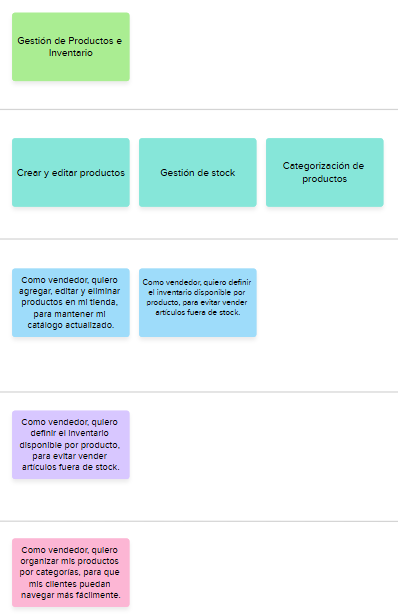 Gestión de Productos e
Inventario
Crear y editar productos
Gestión de stock
Categorización de
productos
Como vendedor, quiero
agregar, editar y eliminar
productos en mi tienda,
para mantener mi
catálogo actualizado.
Como vendedor, quiero definir
el inventario disponible por
producto, para evitar vender
artículos fuera de stock.
Como vendedor, quiero
definir el inventario
disponible por producto,
para evitar vender
artículos fuera de stock.
Como vendedor, quiero
organizar mis productos
por categorías, para que
mis clientes puedan
navegar más fácilmente.